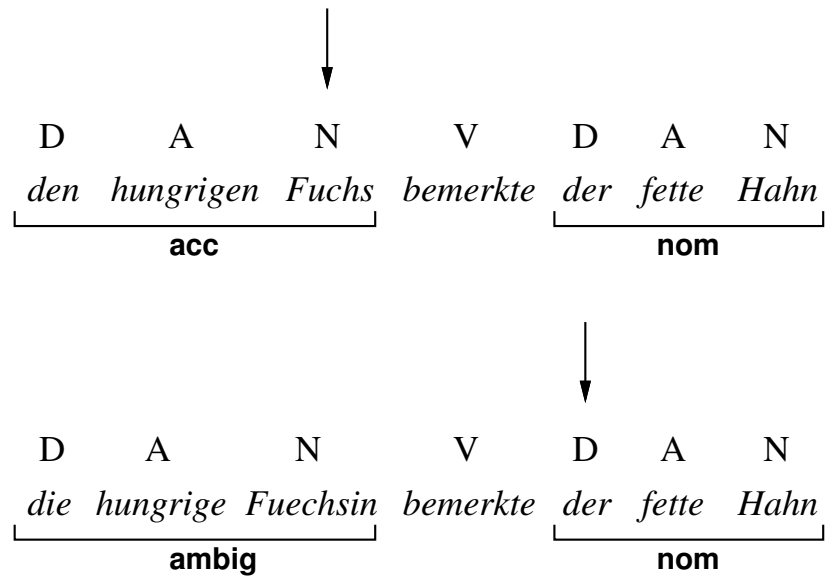 D A N V D A N
den hungrigen Fuchs bemerkte der fette Hahn
acc nom
D A N V D A N
die hungrige Fuechsin bemerkte der fette Hahn
ambig nom